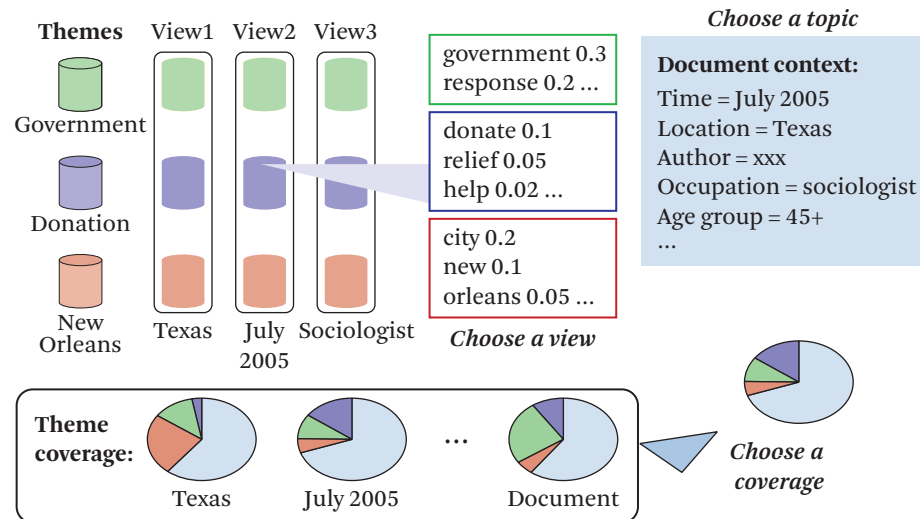 Themes
View1
View2
View3
Government
Donation
New
Orleans
Texas
July
2005
Sociologist
government 0.3
response 0.2 ...
donate 0.1
relief 0.05
help 0.02 ...
city 0.2
new 0.1
orleans 0.05 ...
Choose a view
Choose a topic
Document context:
Time = July 2005
Location = Texas
Author = xxx
Occupation = sociologist
Age group = 45+
...
Theme
coverage:
Texas
July 2005
...
Document
Choose a
coverage